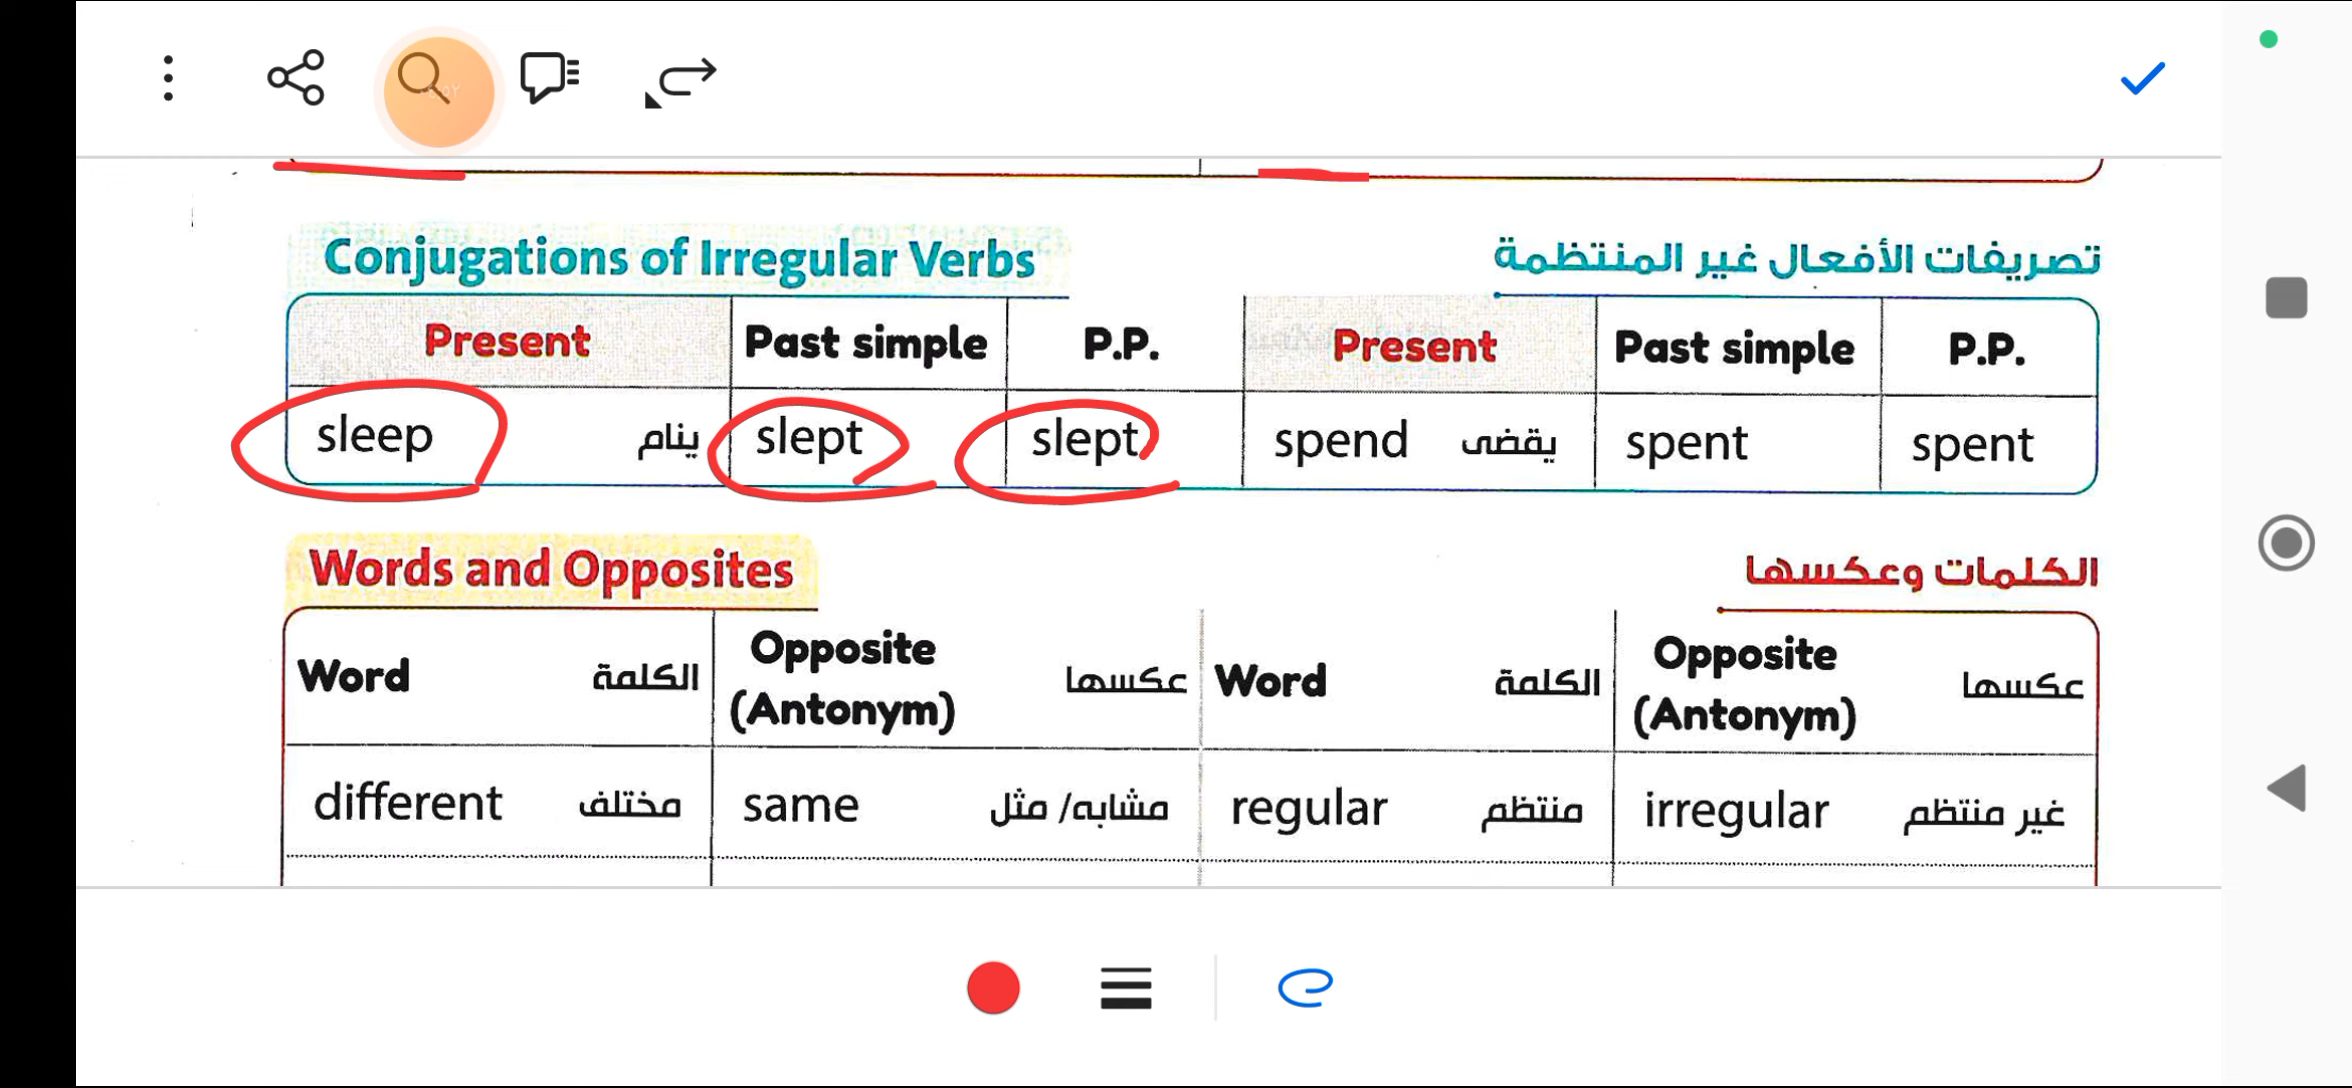 Conjugations of Irregular Verbs تصريفات الأفعال غير المنتظمة
Present Past simple P.P. Present Past simple P.P.
sleep ينام slept slept spend يقضى spent spent
Words and Opposites الكلمات وعكسها
Word الكلمة Opposite (Antonym) عكسها Word الكلمة Opposite (Antonym) عكسها
different مختلف same مشابه/ مثل regular منتظم irregular غير منتظم